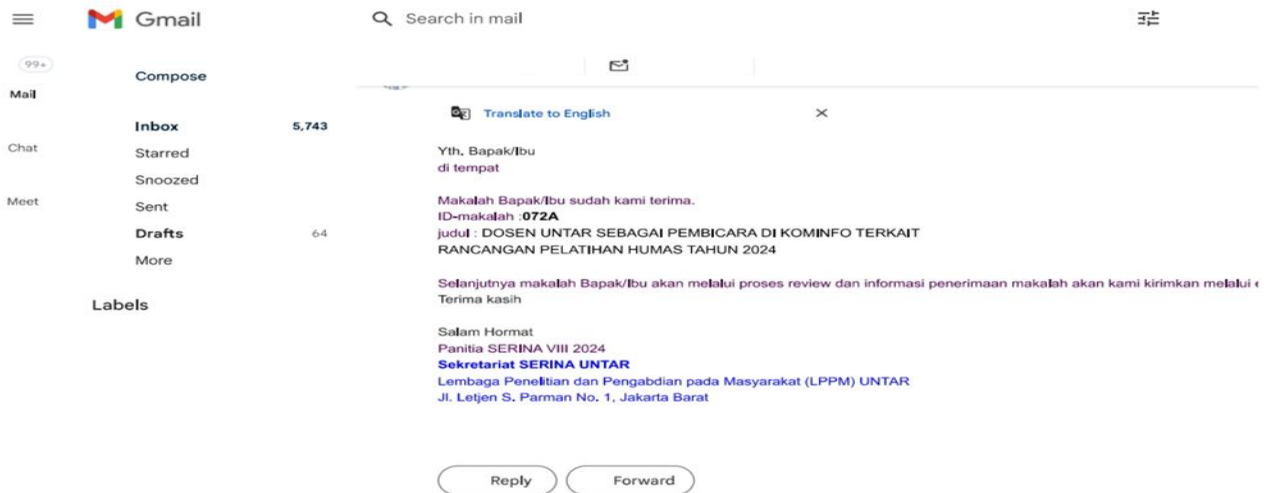 Gmail
Search in mail
99+
Compose
Mail
Translate to English
Inbox 5,743
Chat
Starred
Snoozed
Meet
Sent
Drafts 64
More
Labels
Yth, Bapak/Ibu
di tempat
Makalah Bapak/Ibu sudah kami terima.
ID-makalah :072A
judul : DOSEN UNTAR SEBAGAI PEMBICARA DI KOMINFO TERKAIT
RANCANGAN PELATIHAN HUMAS TAHUN 2024
Selanjutnya makalah Bapak/Ibu akan melalui proses review dan informasi penerimaan makalah akan kami kirimkan melalui
Terima kasih
Salam Hormat
Panitia SERINA VIII 2024
Sekretariat SERINA UNTAR
Lembaga Penelitian dan Pengabdian pada Masyarakat (LPPM) UNTAR
Jl. Letjen S. Parman No. 1, Jakarta Barat
Reply
Forward